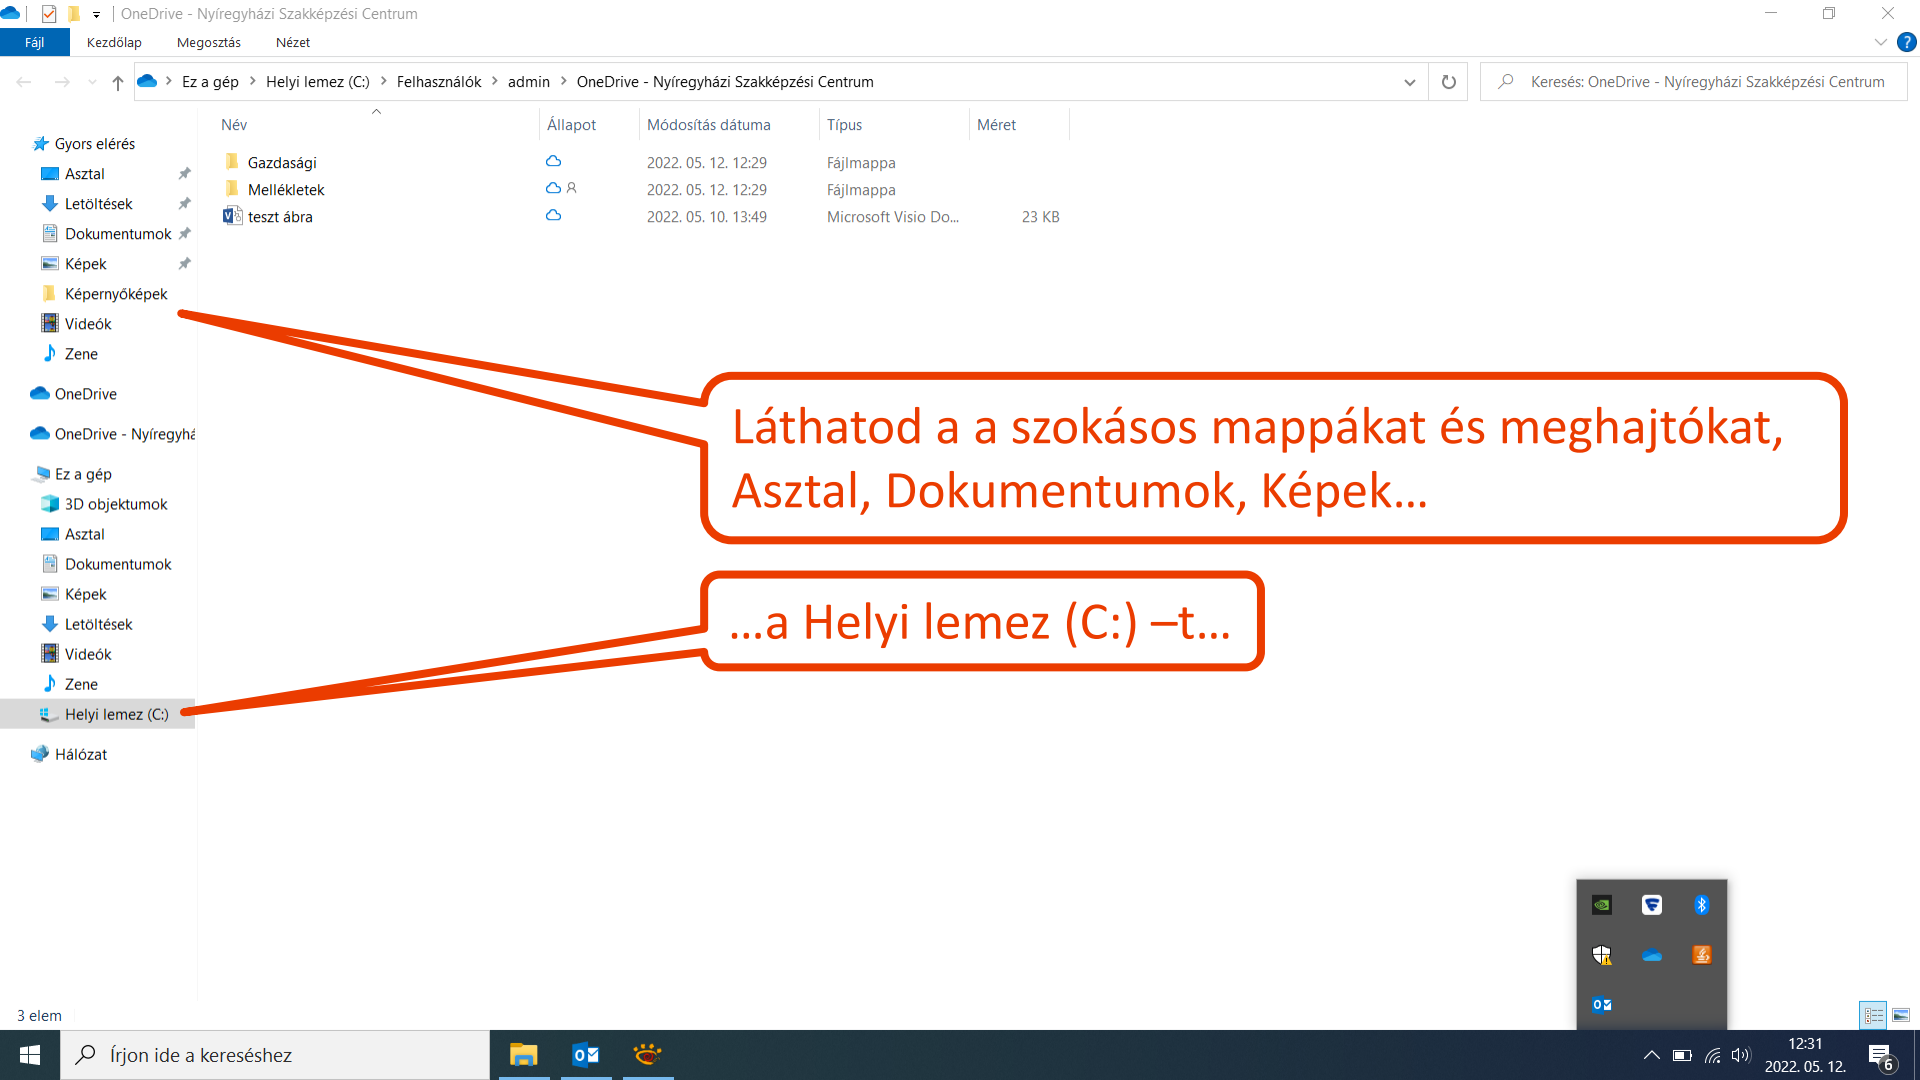 OneDrive - Nyíregyházi Szakképzési Centrum
Fájl Kezdőlap Megosztás Nézet
Ez a gép Helyi lemez (C:) Felhasználók admin OneDrive - Nyíregyházi Szakképzési Centrum
Keresés: OneDrive - Nyíregyházi Szakképzési Centrum
Gyors elérés
Asztal
Letöltések
Dokumentumok
Képek
Képernyőképek
Videók
Zene
OneDrive
OneDrive - Nyíregyhá
Ez a gép
3D objektumok
Asztal
Dokumentumok
Képek
Letöltések
Videók
Zene
Helyi lemez (C:)
Hálózat
Név Állapot Módosítás dátuma Típus Méret
Gazdasági 2022. 05. 12. 12:29 Fájlmappa
Mellékletek 2022. 05. 12. 12:29 Fájlmappa
teszt ábra 2022. 05. 10. 13:49 Microsoft Visio Do... 23 KB
Láthatod a a szokásos mappákat és meghajtókat,
Asztal, Dokumentumok, Képek...
...a Helyi lemez (C:) –t...
3 elem
Írjon ide a kereséshez
12:31
2022. 05. 12.
6